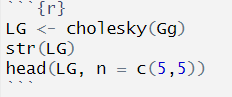 ```{r}
LG <- cholesky(Gg)
str(LG)
head(LG, n = c(5,5))
```